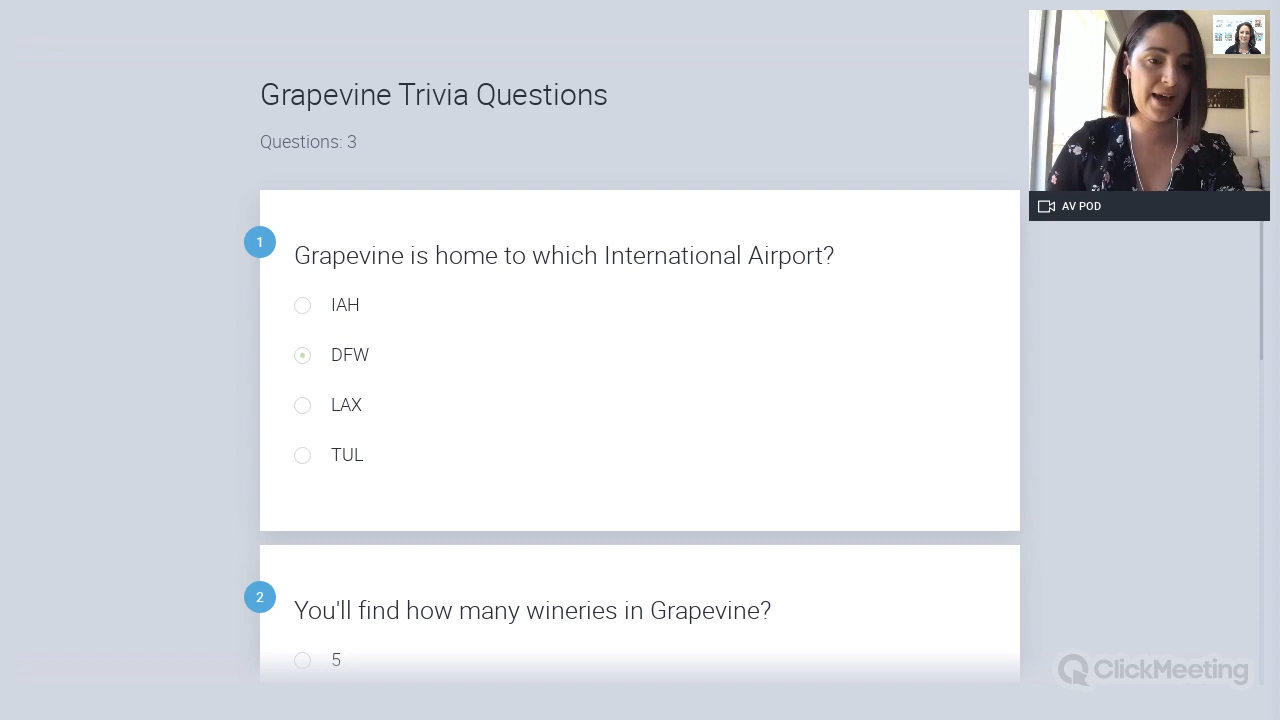 Grapevine Trivia Questions
Questions: 3
1
Grapevine is home to which International Airport?
IAH
DFW
LAX
TUL
2
You'll find how many wineries in Grapevine?
5
AV POD
ClickMeeting